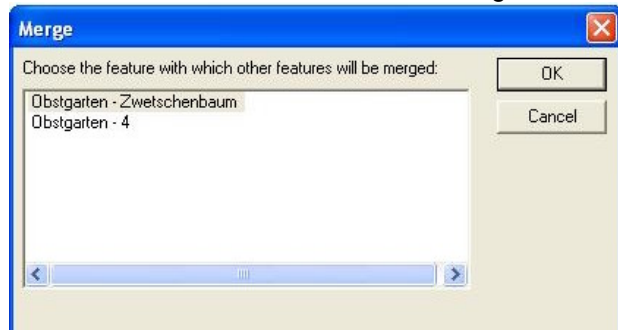 Merge
Choose the feature with which other features will be merged:
OK
Obstgarten - Zwetschenbaum
Obstgarten - 4
Cancel